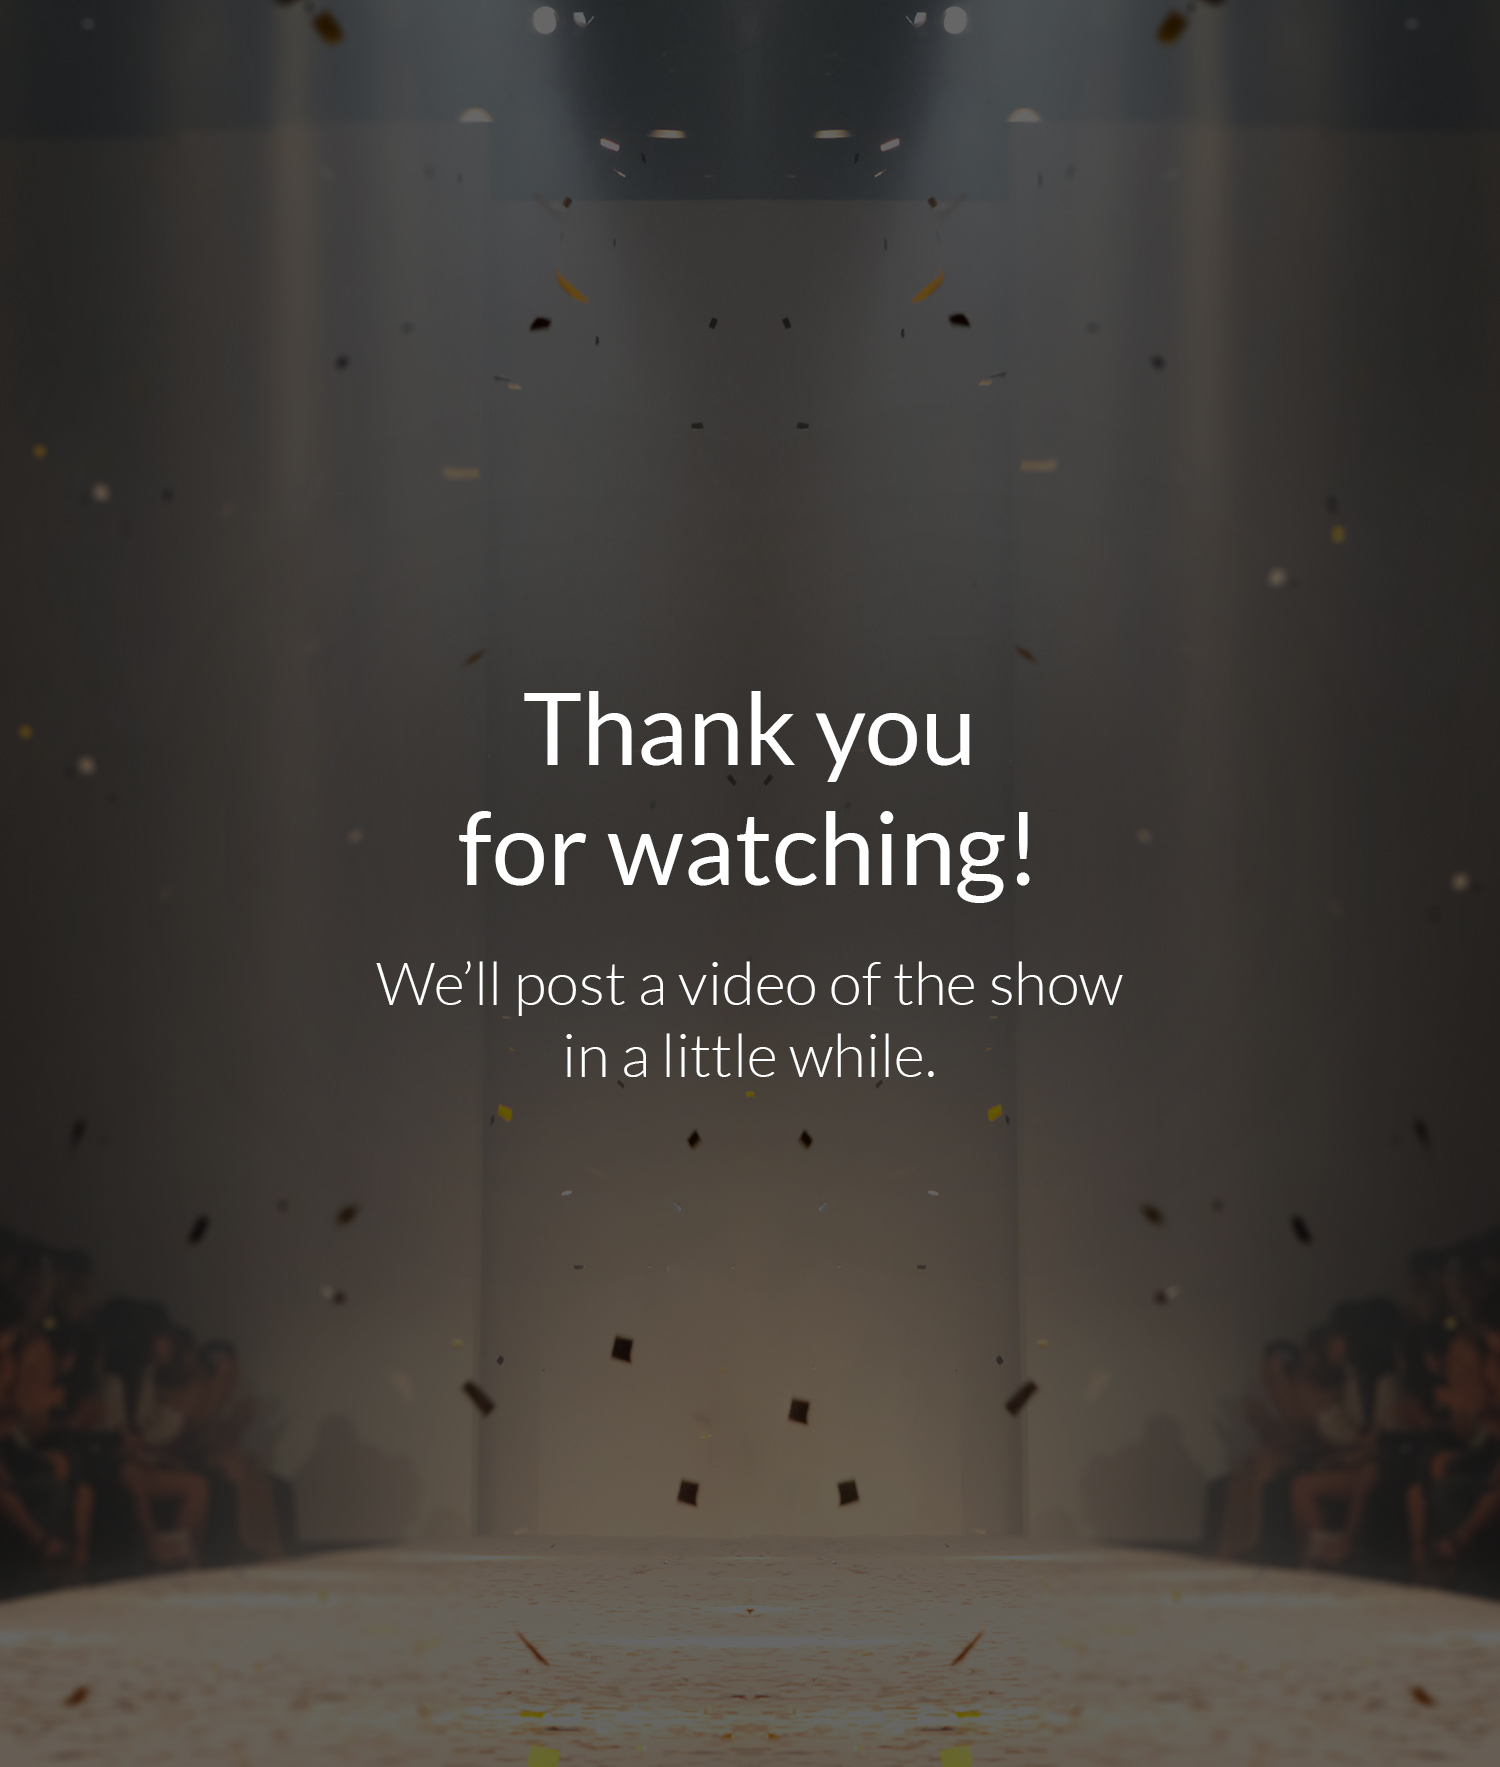 Thank you
for watching!
We’ll post a video of the show
in a little while.